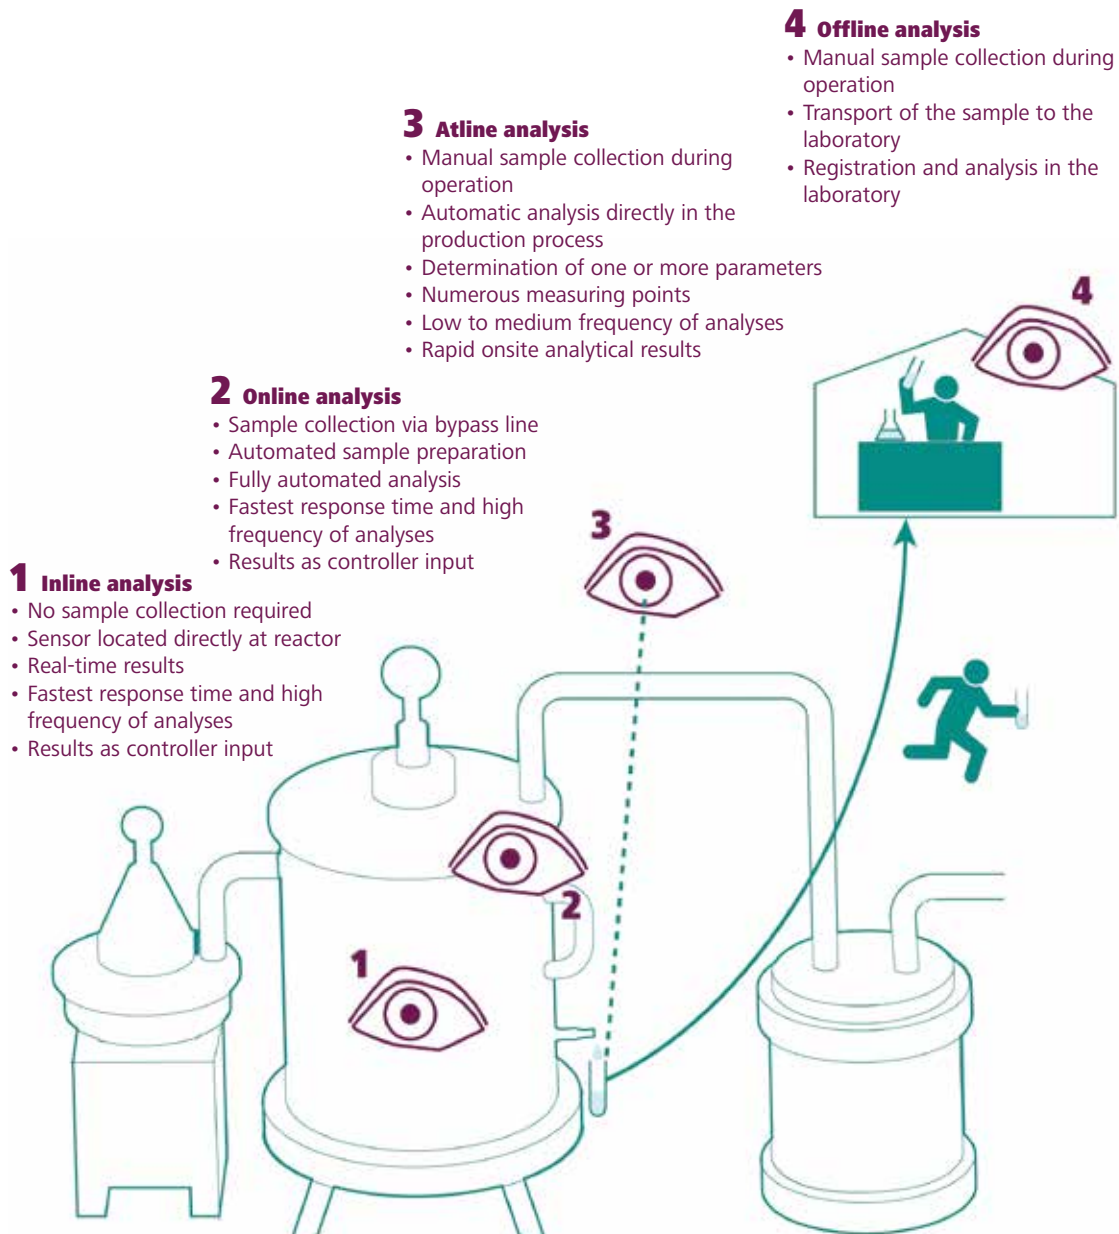 4 Offline analysis
• Manual sample collection during
operation
• Transport of the sample to the
laboratory
• Registration and analysis in the
laboratory
3 Atline analysis
• Manual sample collection during
operation
• Automatic analysis directly in the
production process
• Determination of one or more parameters
• Numerous measuring points
• Low to medium frequency of analyses
• Rapid onsite analytical results
2 Online analysis
• Sample collection via bypass line
• Automated sample preparation
• Fully automated analysis
• Fastest response time and high
frequency of analyses
• Results as controller input
1 Inline analysis
• No sample collection required
• Sensor located directly at reactor
• Real-time results
• Fastest response time and high
frequency of analyses
• Results as controller input
4
3
2
1